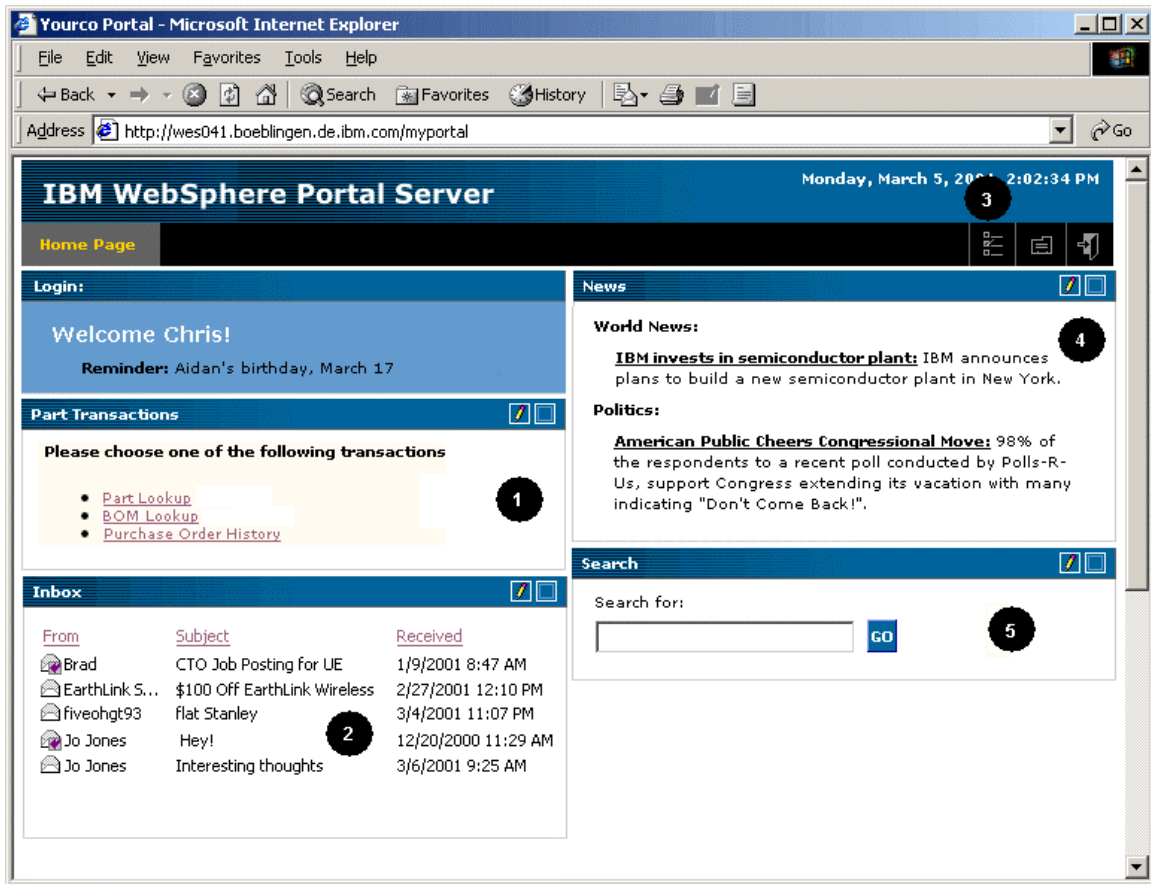 Yourco Portal - Microsoft Internet Explorer
File Edit View Favorites Tools Help
Back Search Favorites History
Address http://wes041.boeblingen.de.ibm.com/myportal Go
IBM WebSphere Portal Server
Monday, March 5, 2:02:34 PM
3
Home Page
Login:
Welcome Chris!
Reminder: Aidan's birthday, March 17
Part Transactions
Please choose one of the following transactions
Part Lookup
BOM Lookup
Purchase Order History
1
Inbox
From Subject Received
Brad CTO Job Posting for UE 1/9/2001 8:47 AM
EarthLink S... $100 Off EarthLink Wireless 2/27/2001 12:10 PM
fiveohgt93 flat Stanley 3/4/2001 11:07 PM
2
Jo Jones Hey! 12/20/2000 11:29 AM
Jo Jones Interesting thoughts 3/6/2001 9:25 AM
News
World News:
4
IBM invests in semiconductor plant: IBM announces
plans to build a new semiconductor plant in New York.
Politics:
American Public Cheers Congressional Move: 98% of
the respondents to a recent poll conducted by Polls-R-
Us, support Congress extending its vacation with many
indicating "Don't Come Back!".
Search
Search for:
GO
5